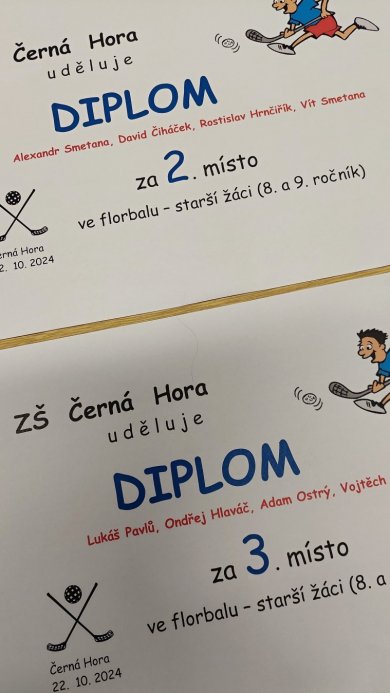 Černá Hora
uděluje
DIPLOM
Alexandr Smetana, David Čiháček, Rostislav Hrnčiřík, Vít Smetana
za 2. místo
ve florbalu – starší žáci (8. a 9. ročník)
erná Hora
2. 10. 2024
ZŠ Černá Hora
uděluje
DIPLOM
Lukáš Pavlů, Ondřej Hlaváč, Adam Ostrý, Vojtěch
za 3. místo
ve florbalu – starší žáci (8. a
Černá Hora
22. 10. 2024